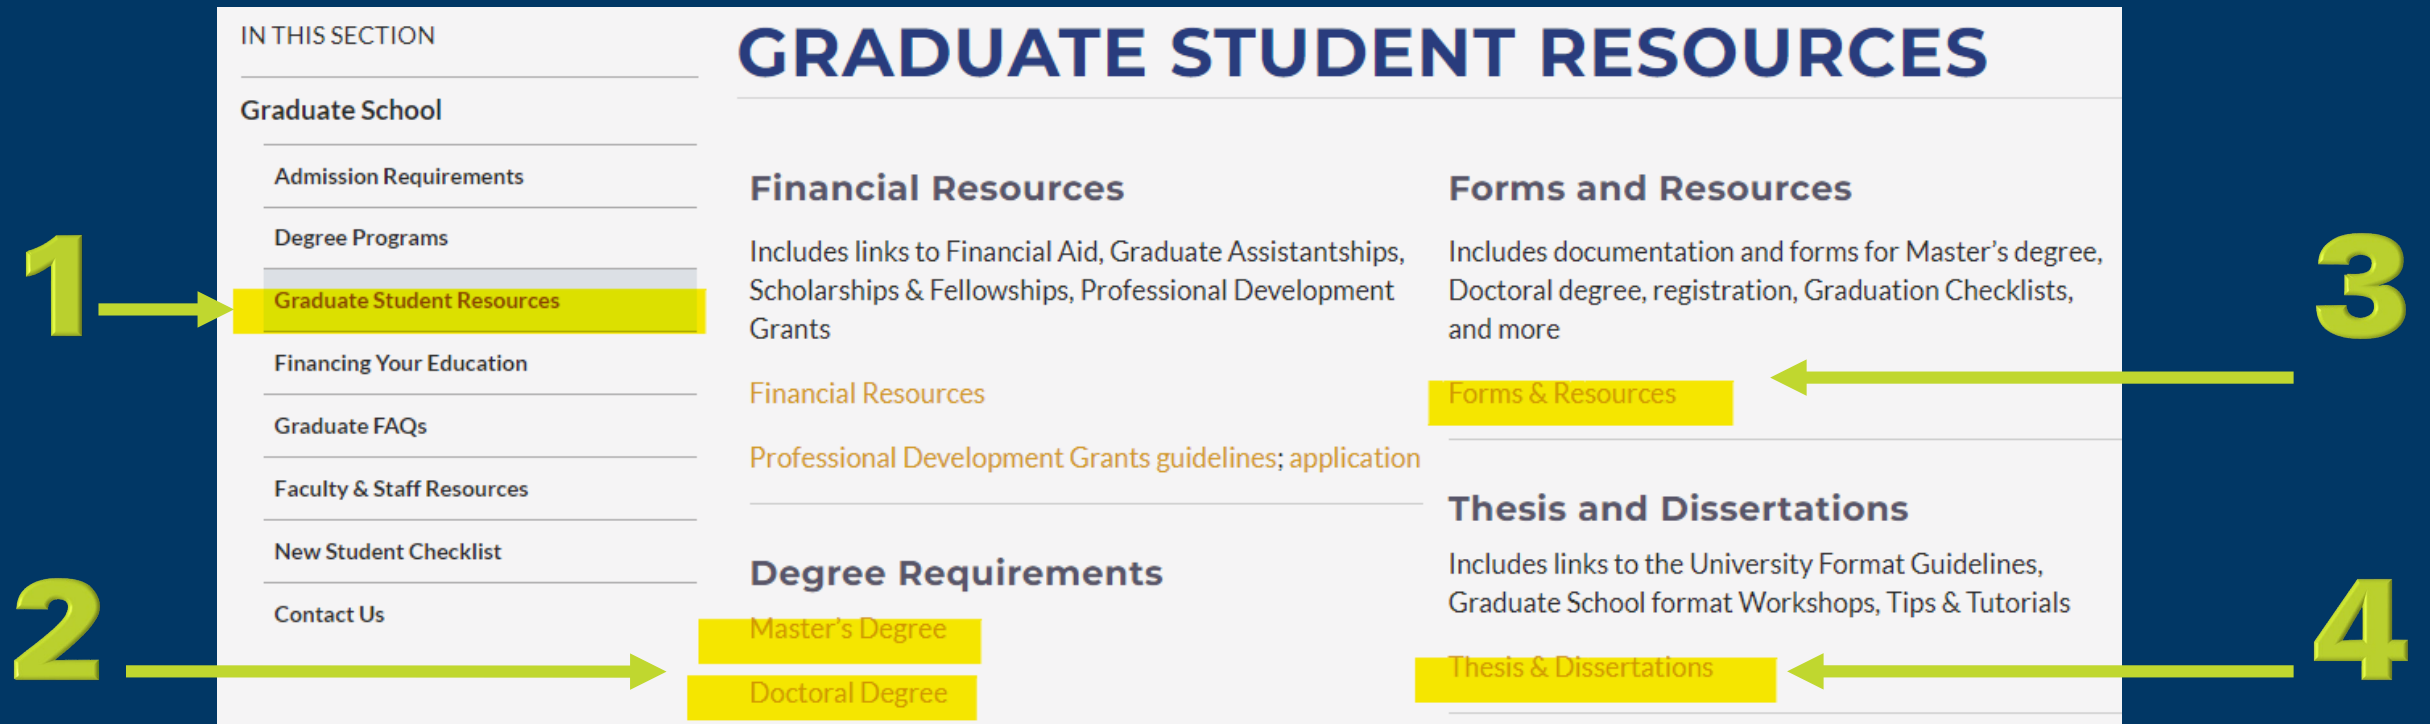 IN THIS SECTION
Graduate School
Admission Requirements
Degree Programs
Graduate Student Resources
Financing Your Education
Graduate FAQs
Faculty & Staff Resources
New Student Checklist
Contact Us
1
2
GRADUATE STUDENT RESOURCES
Financial Resources
Includes links to Financial Aid, Graduate Assistantships,
Scholarships & Fellowships, Professional Development
Grants
Financial Resources
Professional Development Grants guidelines; application
Degree Requirements
Master's Degree
Doctoral Degree
Forms and Resources
Includes documentation and forms for Master's degree,
Doctoral degree, registration, Graduation Checklists,
and more
Forms & Resources
Thesis and Dissertations
Includes links to the University Format Guidelines,
Graduate School format Workshops, Tips & Tutorials
Thesis & Dissertations
3
4